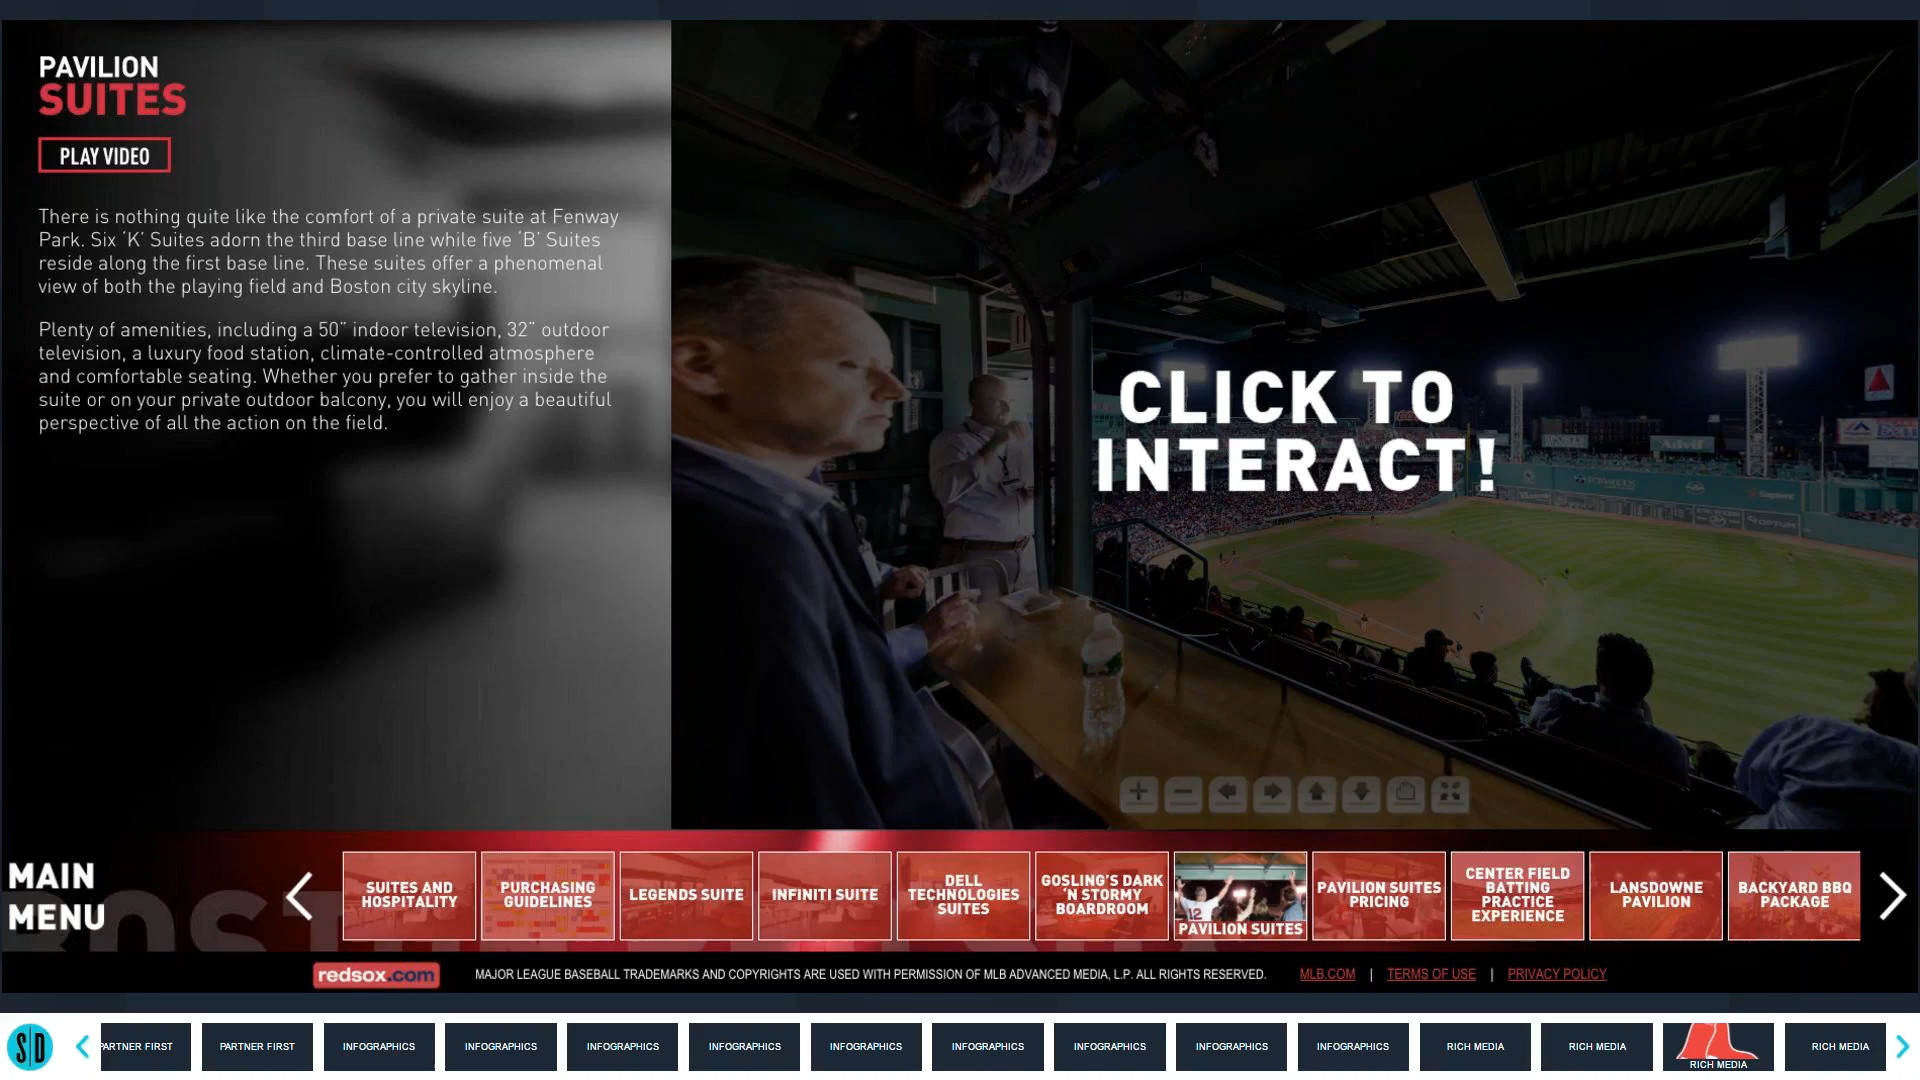 PAVILION
SUITES
PLAY VIDEO
There is nothing quite like the comfort of a private suite at Fenway
Park. Six ‘K’ Suites adorn the third base line while five ‘B’ Suites
reside along the first base line. These suites offer a phenomenal
view of both the playing field and Boston city skyline.
Plenty of amenities, including a 50” indoor television, 32” outdoor
television, a luxury food station, climate-controlled atmosphere
and comfortable seating. Whether you prefer to gather inside the
suite or on your private outdoor balcony, you will enjoy a beautiful
perspective of all the action on the field.
CLICK TO
INTERACT!
Advil
MAIN
MENU
SUITES AND
HOSPITALITY
PURCHASING
GUIDELINES
LEGENDS SUITE
INFINITI SUITE
DELL
TECHNOLOGIES
SUITES
GOSLING'S DARK
'N STORMY
BOARDROOM
12
PAVILION SUITES
PAVILION SUITES
PRICING
CENTER FIELD
BATTING
PRACTICE
EXPERIENCE
LANSDOWNE
PAVILION
BACKYARD BBQ
PACKAGE
redsox.com
MAJOR LEAGUE BASEBALL TRADEMARKS AND COPYRIGHTS ARE USED WITH PERMISSION OF MLB ADVANCED MEDIA, L.P. ALL RIGHTS RESERVED.
MLB.COM | TERMS OF USE | PRIVACY POLICY
S|D
PARTNER FIRST
PARTNER FIRST
INFOGRAPHICS
INFOGRAPHICS
INFOGRAPHICS
INFOGRAPHICS
INFOGRAPHICS
INFOGRAPHICS
INFOGRAPHICS
INFOGRAPHICS
INFOGRAPHICS
RICH MEDIA
RICH MEDIA
RICH MEDIA
RICH MEDIA